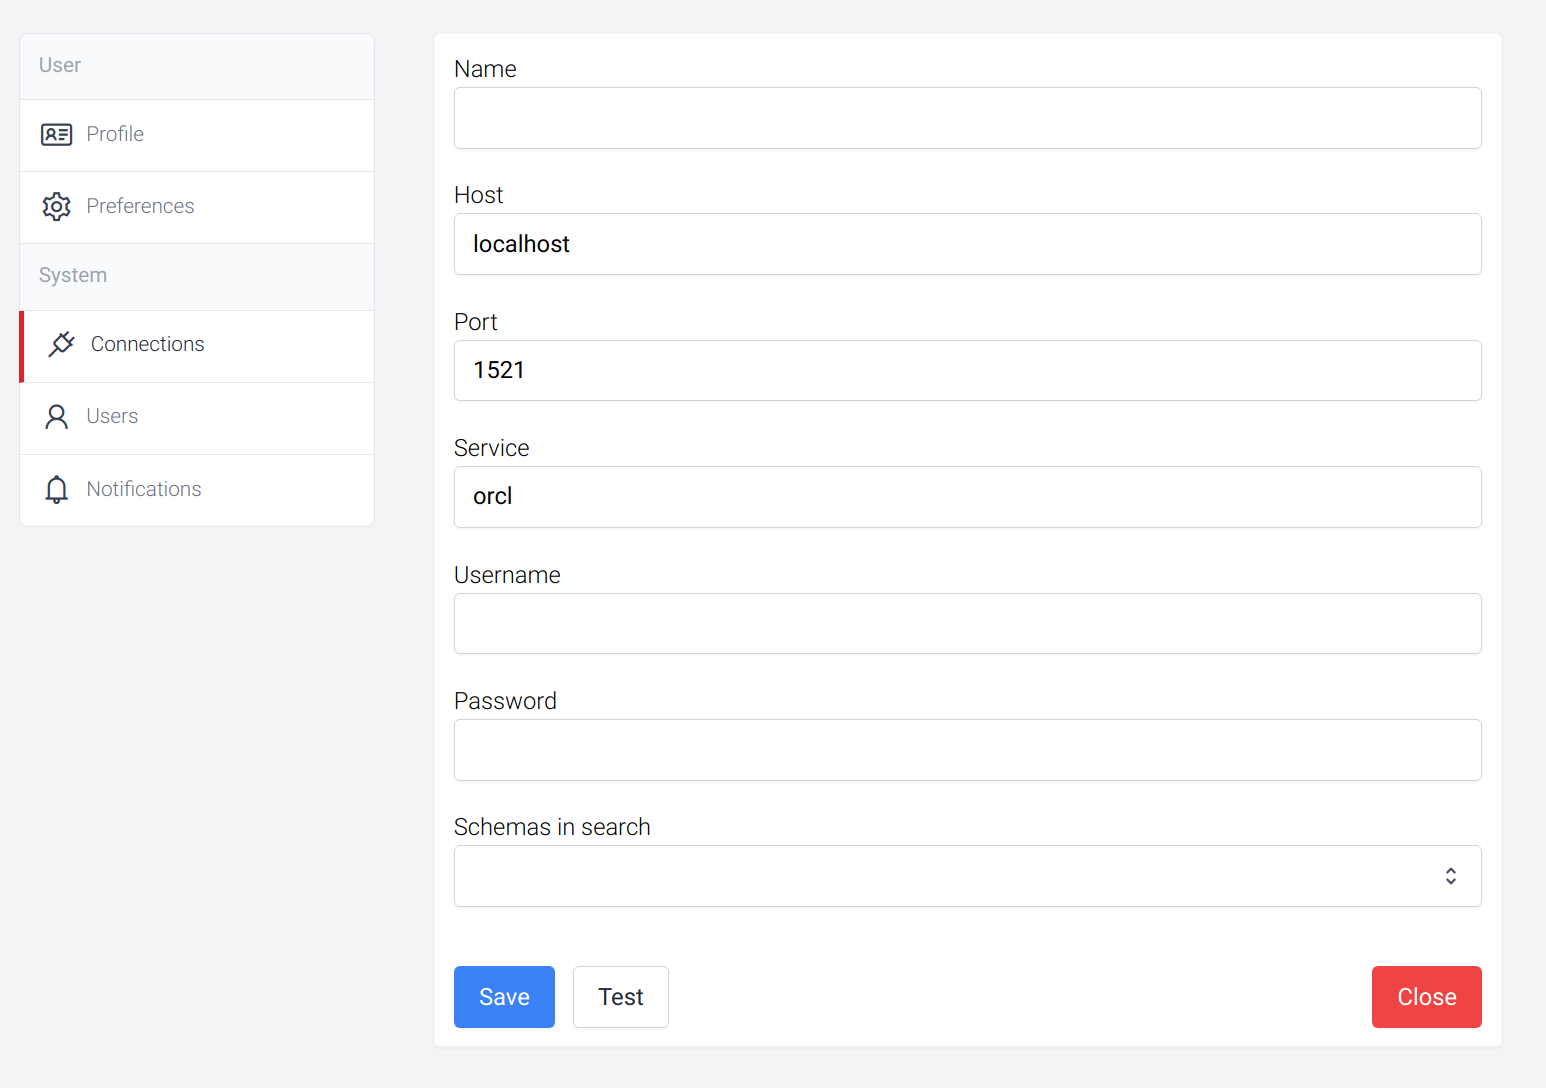 User
Profile
Preferences
System
Connections
Users
Notifications
Name
Host
localhost
Port
1521
Service
orcl
Username
Password
Schemas in search
Save
Test
Close